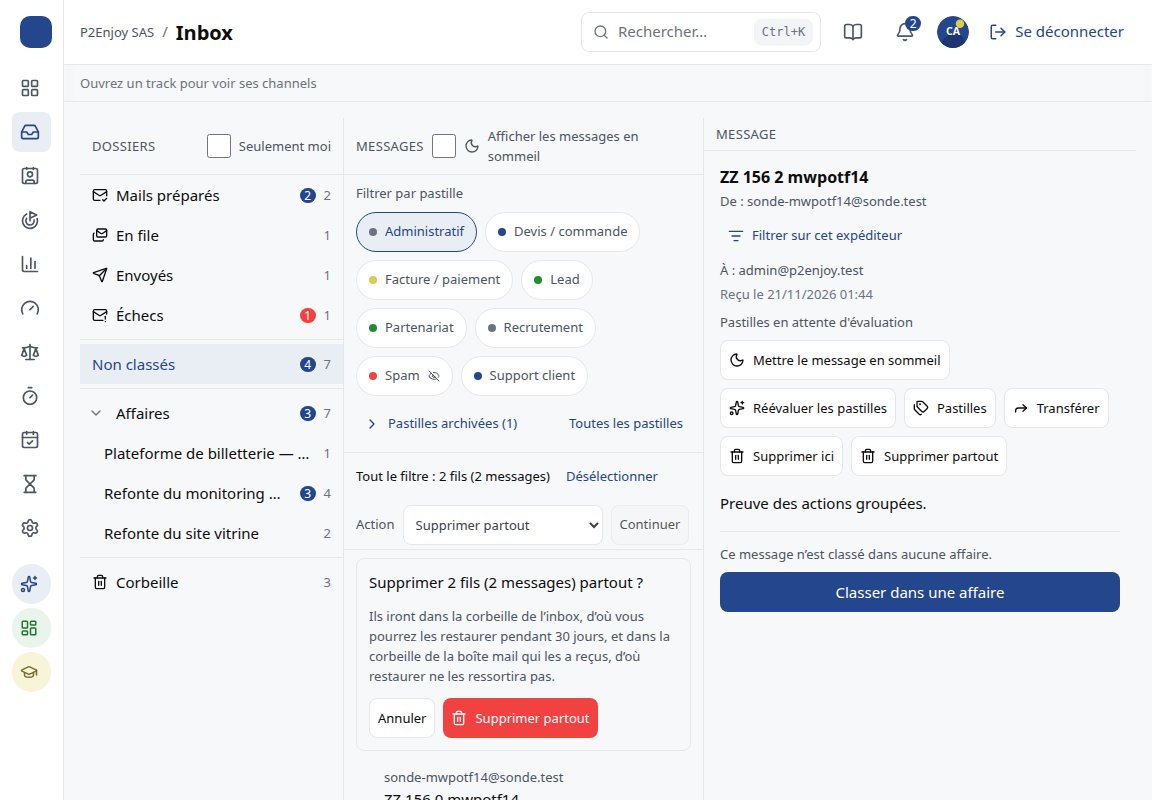 P2Enjoy SAS / Inbox
Rechercher...
Ctrl+K
2
CA
Se déconnecter
Ouvrez un track pour voir ses channels
DOSSIERS
Seulement moi
Mails préparés 2 2
En file 1
Envoyés 1
Échecs 1 1
Non classés 4 7
Affaires 3 7
Plateforme de billetterie — ... 1
Refonte du monitoring ... 3 4
Refonte du site vitrine 2
Corbeille 3
MESSAGES
Afficher les messages en
sommeil
Filtrer par pastille
Administratif
Devis / commande
Facture / paiement
Lead
Partenariat
Recrutement
Spam
Support client
Pastilles archivées (1)
Toutes les pastilles
Tout le filtre : 2 fils (2 messages)
Désélectionner
Action
Supprimer partout
Continuer
Supprimer 2 fils (2 messages) partout ?
Ils iront dans la corbeille de l’inbox, d’où vous
pourrez les restaurer pendant 30 jours, et dans la
corbeille de la boîte mail qui les a reçus, d’où
restaurer ne les ressortira pas.
Annuler
Supprimer partout
sonde-mwpotf14@sonde.test
ZZ 156 0 mwpotf14
MESSAGE
ZZ 156 2 mwpotf14
De : sonde-mwpotf14@sonde.test
Filtrer sur cet expéditeur
À : admin@p2enjoy.test
Reçu le 21/11/2026 01:44
Pastilles en attente d'évaluation
Mettre le message en sommeil
Réévaluer les pastilles
Pastilles
Transférer
Supprimer ici
Supprimer partout
Preuve des actions groupées.
Ce message n’est classé dans aucune affaire.
Classer dans une affaire